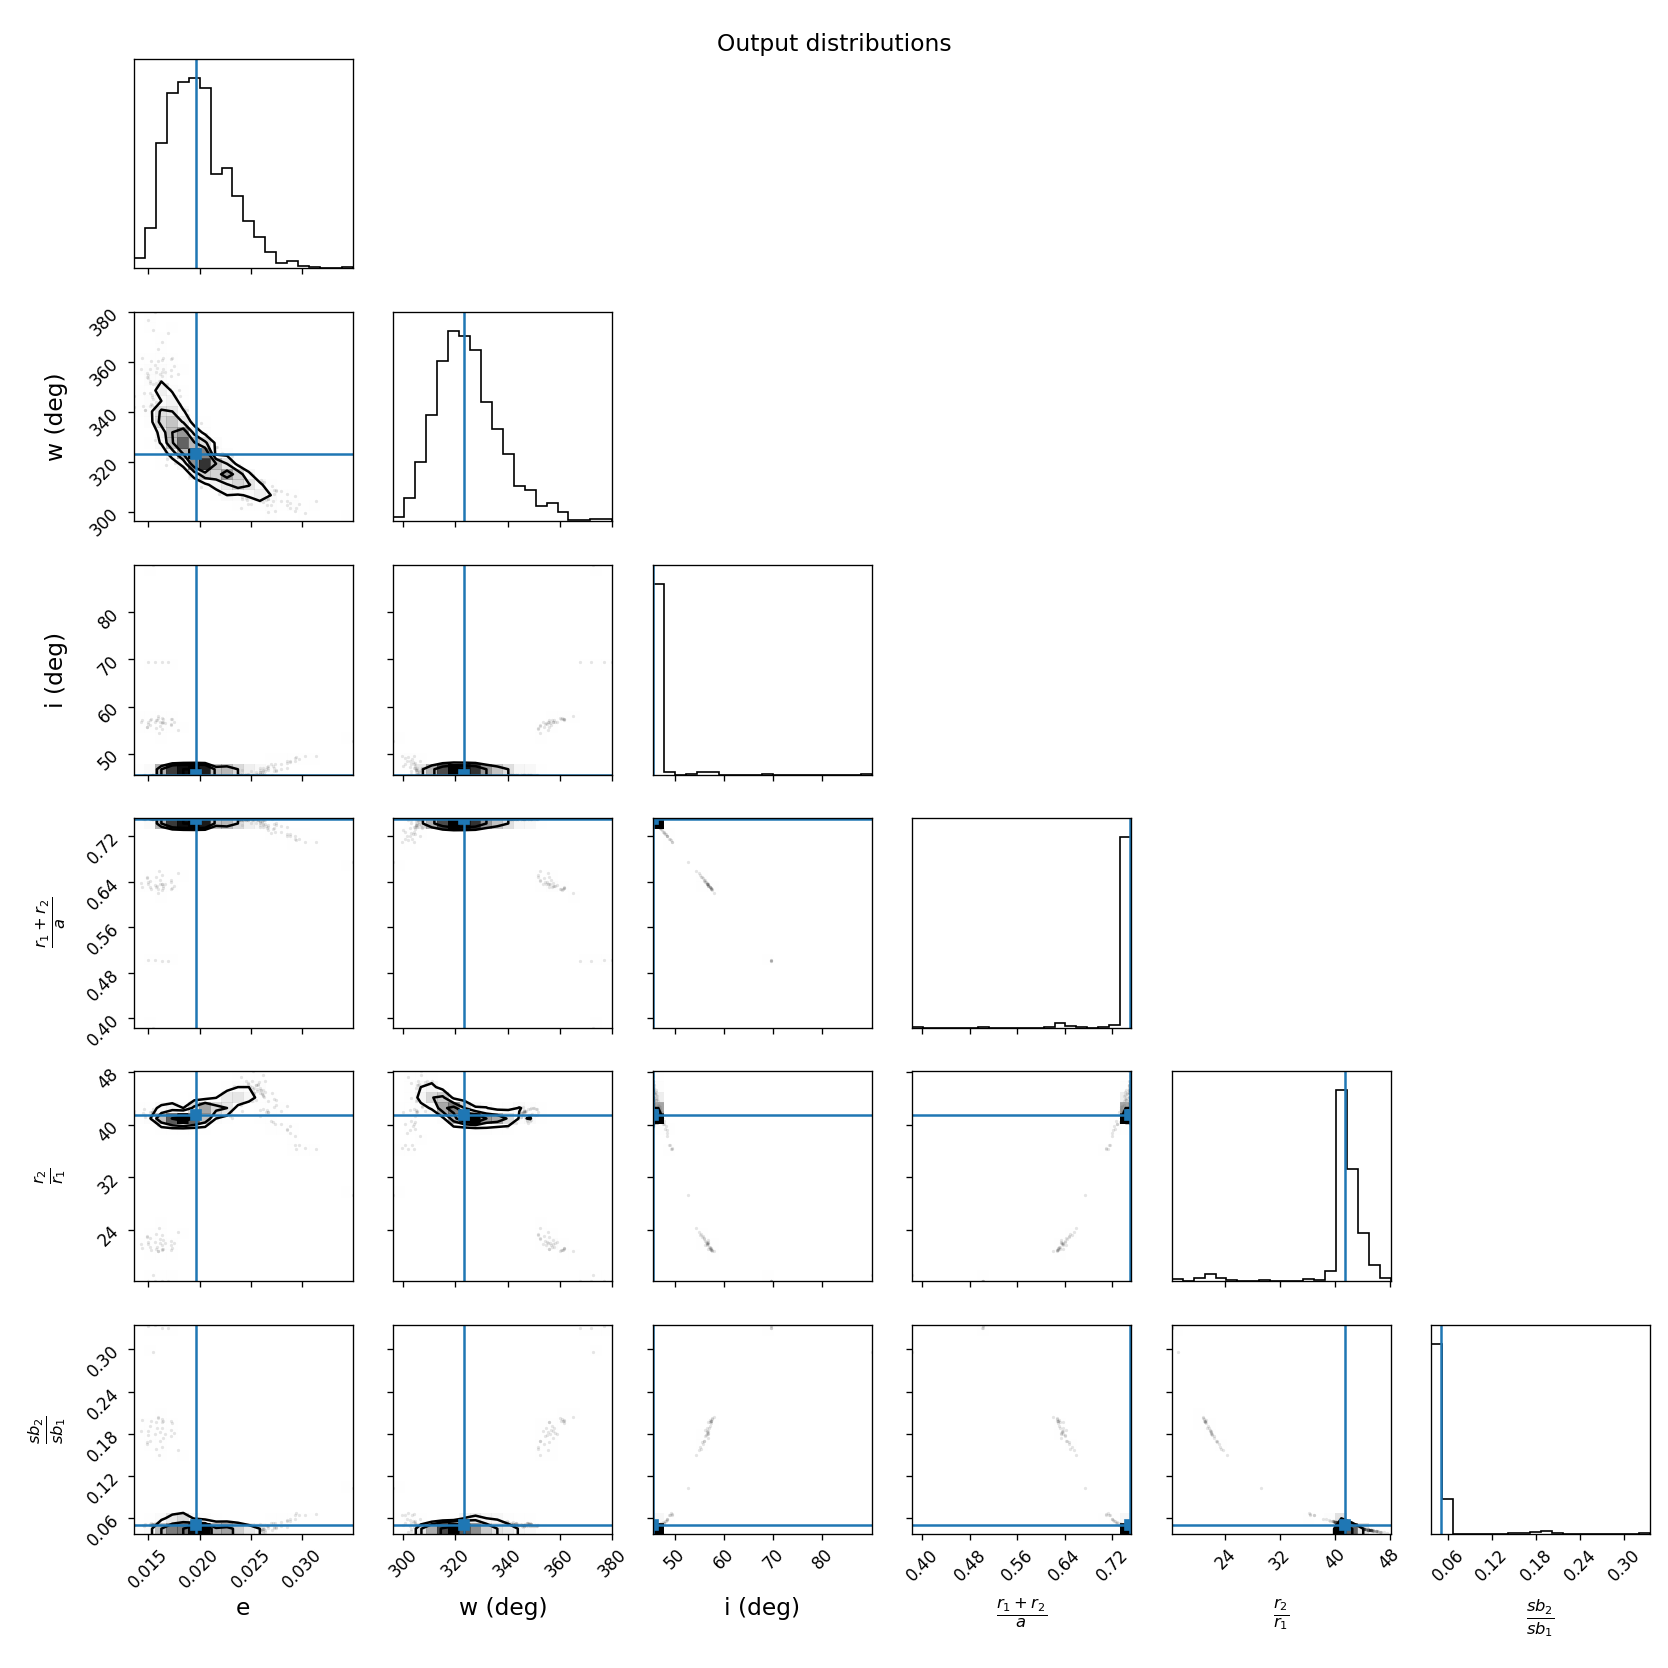 Output distributions
w (deg)
380
360
340
320
300
i (deg)
80
70
60
50
r₁ + r₂ / a
0.72
0.64
0.56
0.48
0.40
r₂ / r₁
48
40
32
24
sb₂ / sb₁
0.30
0.24
0.18
0.12
0.06
0.015 0.020 0.025 0.030
300 320 340 360 380
50 60 70 80
0.40 0.48 0.56 0.64 0.72
24 32 40 48
0.06 0.12 0.18 0.24 0.30
e
w (deg)
i (deg)
r₁ + r₂ / a
r₂ / r₁
sb₂ / sb₁